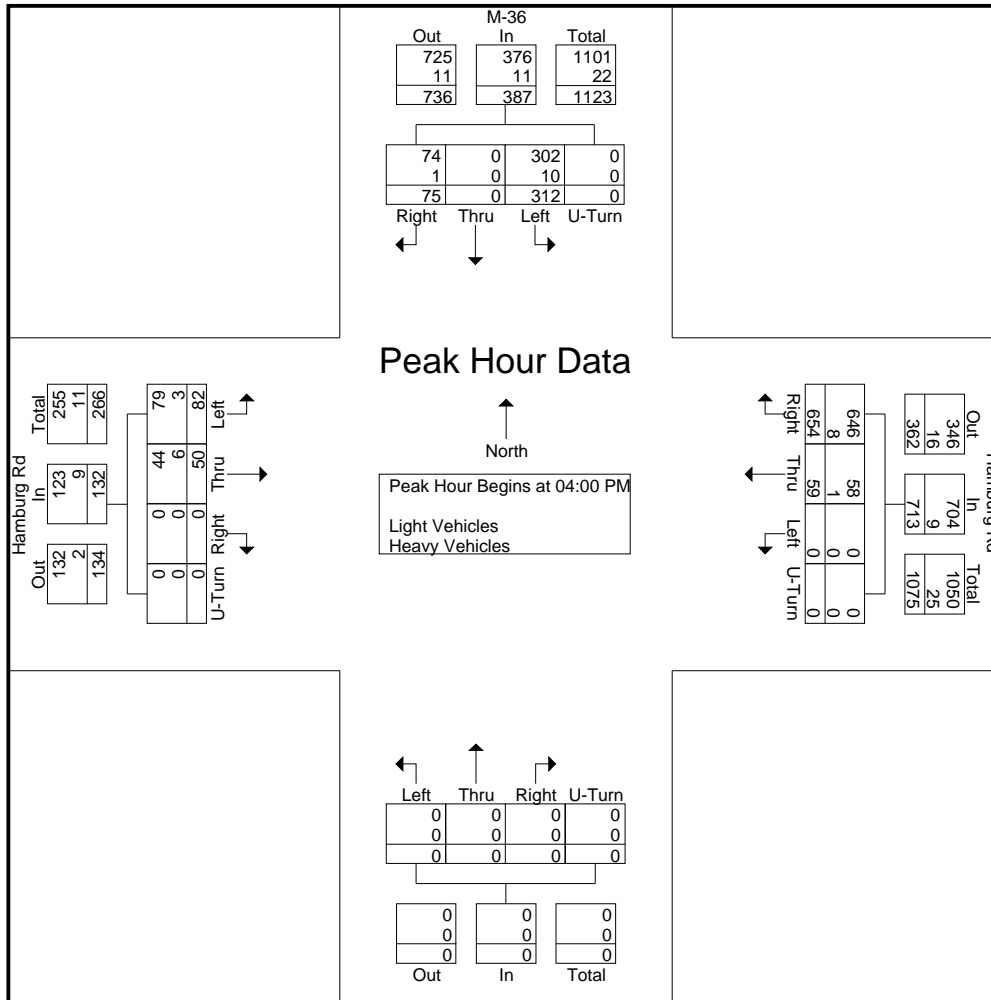 M-36
Out In Total
725 376 1101
11 11 22
736 387 1123
74 0 302 0
1 0 10 0
75 0 312 0
Right Thru Left U-Turn
Peak Hour Data
North
Peak Hour Begins at 04:00 PM
Light Vehicles
Heavy Vehicles
Hamburg Rd
Out In Total
132 123 255
2 9 11
134 132 266
79 44 0 0
3 6 0 0
82 50 0 0
Left Thru Right U-Turn
Hamburg Rd
Out In Total
346 704 1050
16 9 25
362 713 1075
646 58 0 0
8 1 0 0
654 59 0 0
Right Thru Left U-Turn
Left Thru Right U-Turn
0 0 0 0
0 0 0 0
0 0 0 0
0 0 0
0 0 0
0 0 0
Out In Total